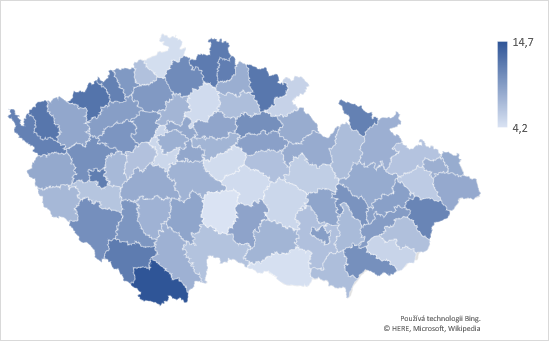 14,7
4,2
Používá technologii Bing.
© HERE, Microsoft, Wikipedia